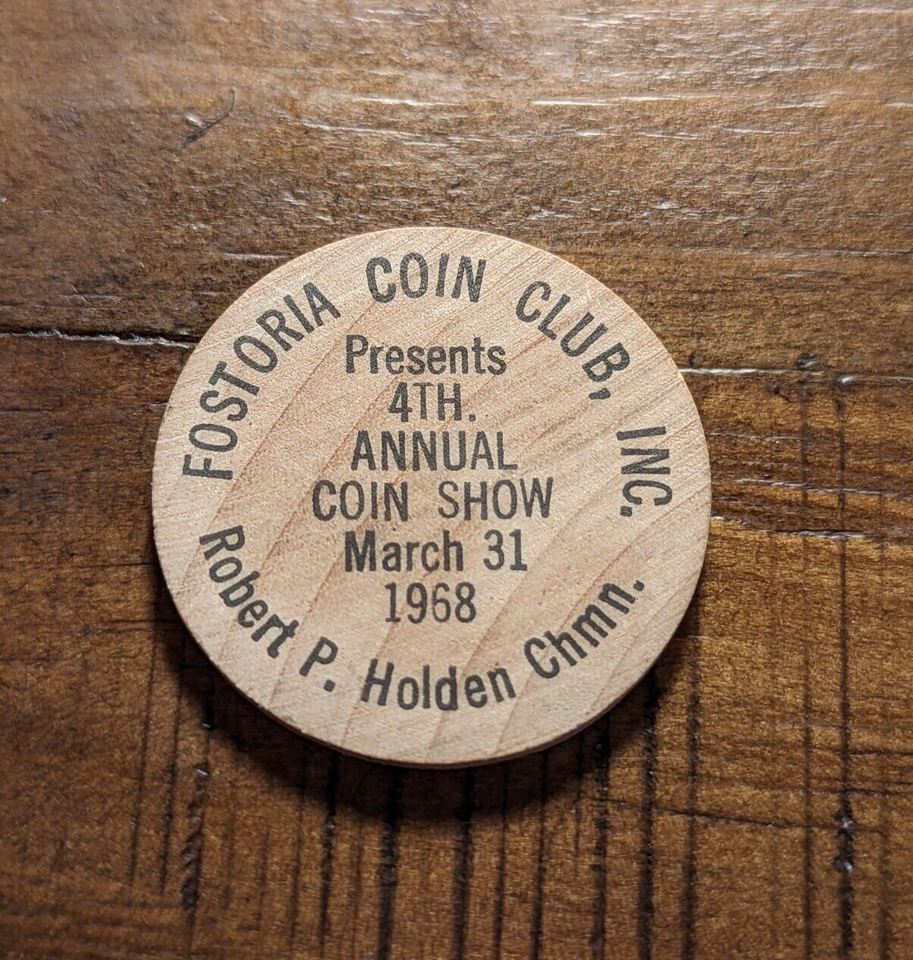 FOSTORIA COIN CLUB, INC.
Presents
4TH.
ANNUAL
COIN SHOW
March 31
1968
Robert P. Holden Chmn.